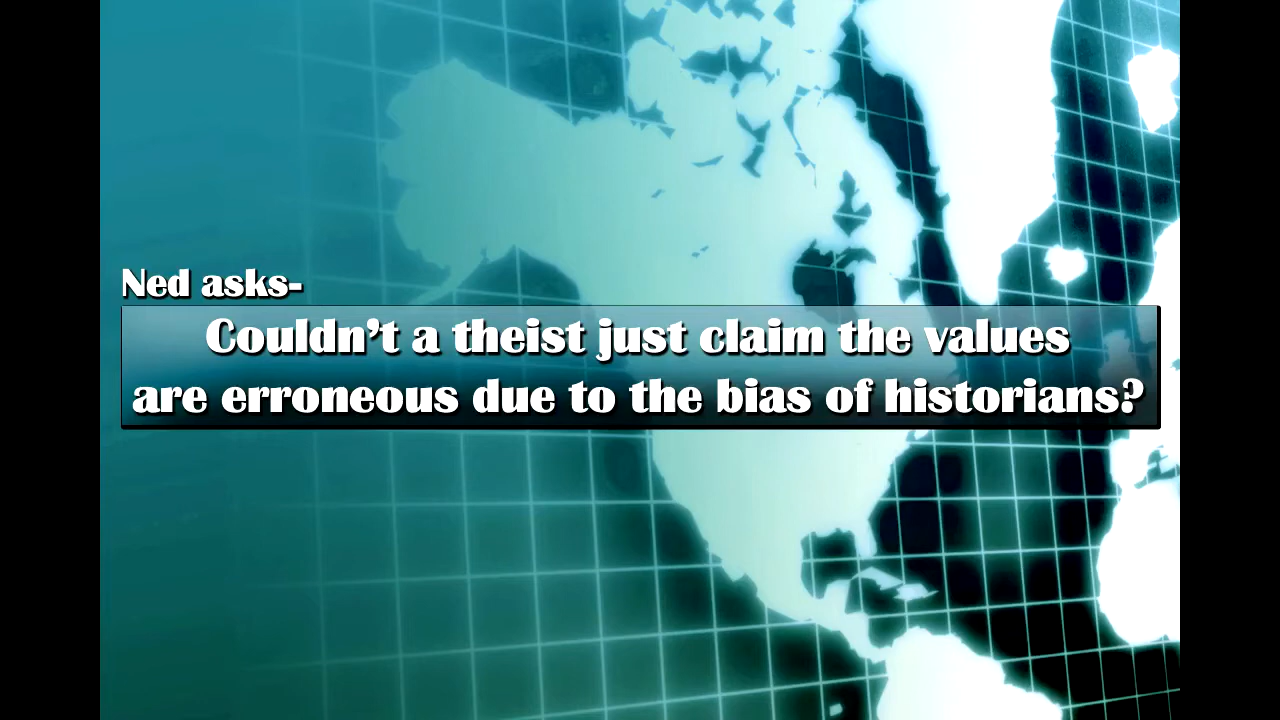 Ned asks-
Couldn’t a theist just claim the values
are erroneous due to the bias of historians?